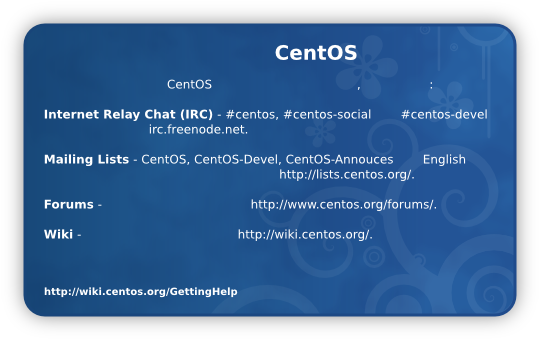 CentOS
CentOS , :
Internet Relay Chat (IRC) - #centos, #centos-social #centos-devel
irc.freenode.net.
Mailing Lists - CentOS, CentOS-Devel, CentOS-Annouces English
http://lists.centos.org/.
Forums - http://www.centos.org/forums/.
Wiki - http://wiki.centos.org/.
http://wiki.centos.org/GettingHelp